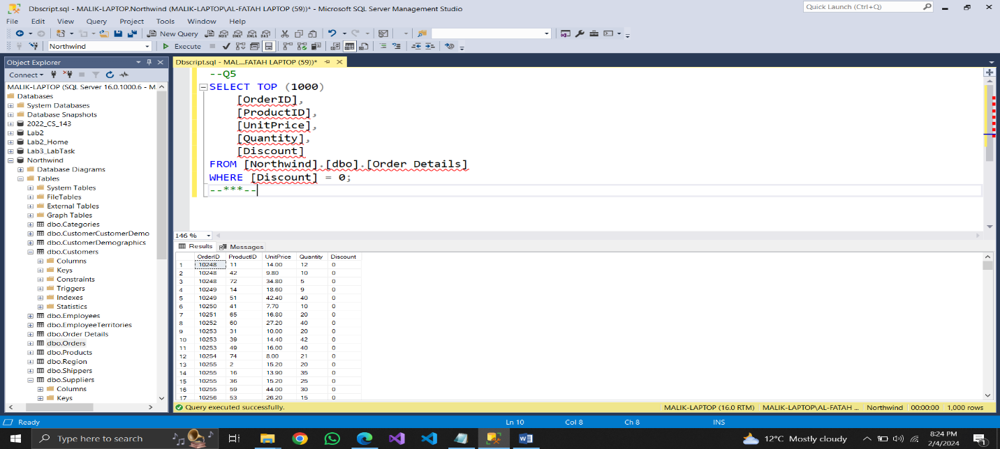 Dbscript.sql - MALIK-LAPTOP.Northwind (MALIK-LAPTOP\AL-FATAH LAPTOP (59))* - Microsoft SQL Server Management Studio
Quick Launch (Ctrl+Q)
File Edit View Query Project Tools Window Help
New Query
Northwind Execute
Object Explorer
Connect
MALIK-LAPTOP (SQL Server 16.0.1000.6 - M
Databases
System Databases
Database Snapshots
2022_CS_143
Lab2
Lab2_Home
Lab3_LabTask
Northwind
Database Diagrams
Tables
System Tables
FileTables
External Tables
Graph Tables
dbo.Categories
dbo.CustomerCustomerDemo
dbo.CustomerDemographics
dbo.Customers
Columns
Keys
Constraints
Triggers
Indexes
Statistics
dbo.Employees
dbo.EmployeeTerritories
dbo.Order Details
dbo.Orders
dbo.Products
dbo.Region
dbo.Shippers
dbo.Suppliers
Columns
Keys
Dbscript.sql - MAL...FATAH LAPTOP (59))*
--Q5
SELECT TOP (1000)
[OrderID],
[ProductID],
[UnitPrice],
[Quantity],
[Discount]
FROM [Northwind].[dbo].[Order Details]
WHERE [Discount] = 0;
--***--
146 %
Results Messages
OrderID ProductID UnitPrice Quantity Discount
1 10248 11 14.00 12 0
2 10248 42 9.80 10 0
3 10248 72 34.80 5 0
4 10249 14 18.60 9 0
5 10249 51 42.40 40 0
6 10250 41 7.70 10 0
7 10251 65 16.80 20 0
8 10252 60 27.20 40 0
9 10253 31 10.00 20 0
10 10253 39 14.40 42 0
11 10253 49 16.00 40 0
12 10254 74 8.00 21 0
13 10255 2 15.20 20 0
14 10255 16 13.90 35 0
15 10255 36 15.20 25 0
16 10255 59 44.00 30 0
17 10256 53 26.20 15 0
Query executed successfully.
MALIK-LAPTOP (16.0 RTM) MALIK-LAPTOP\AL-FATAH ... Northwind 00:00:00 1,000 rows
Ready Ln 10 Col 8 Ch 8 INS
Type here to search
12°C Mostly cloudy
8:24 PM
2/4/2024
1